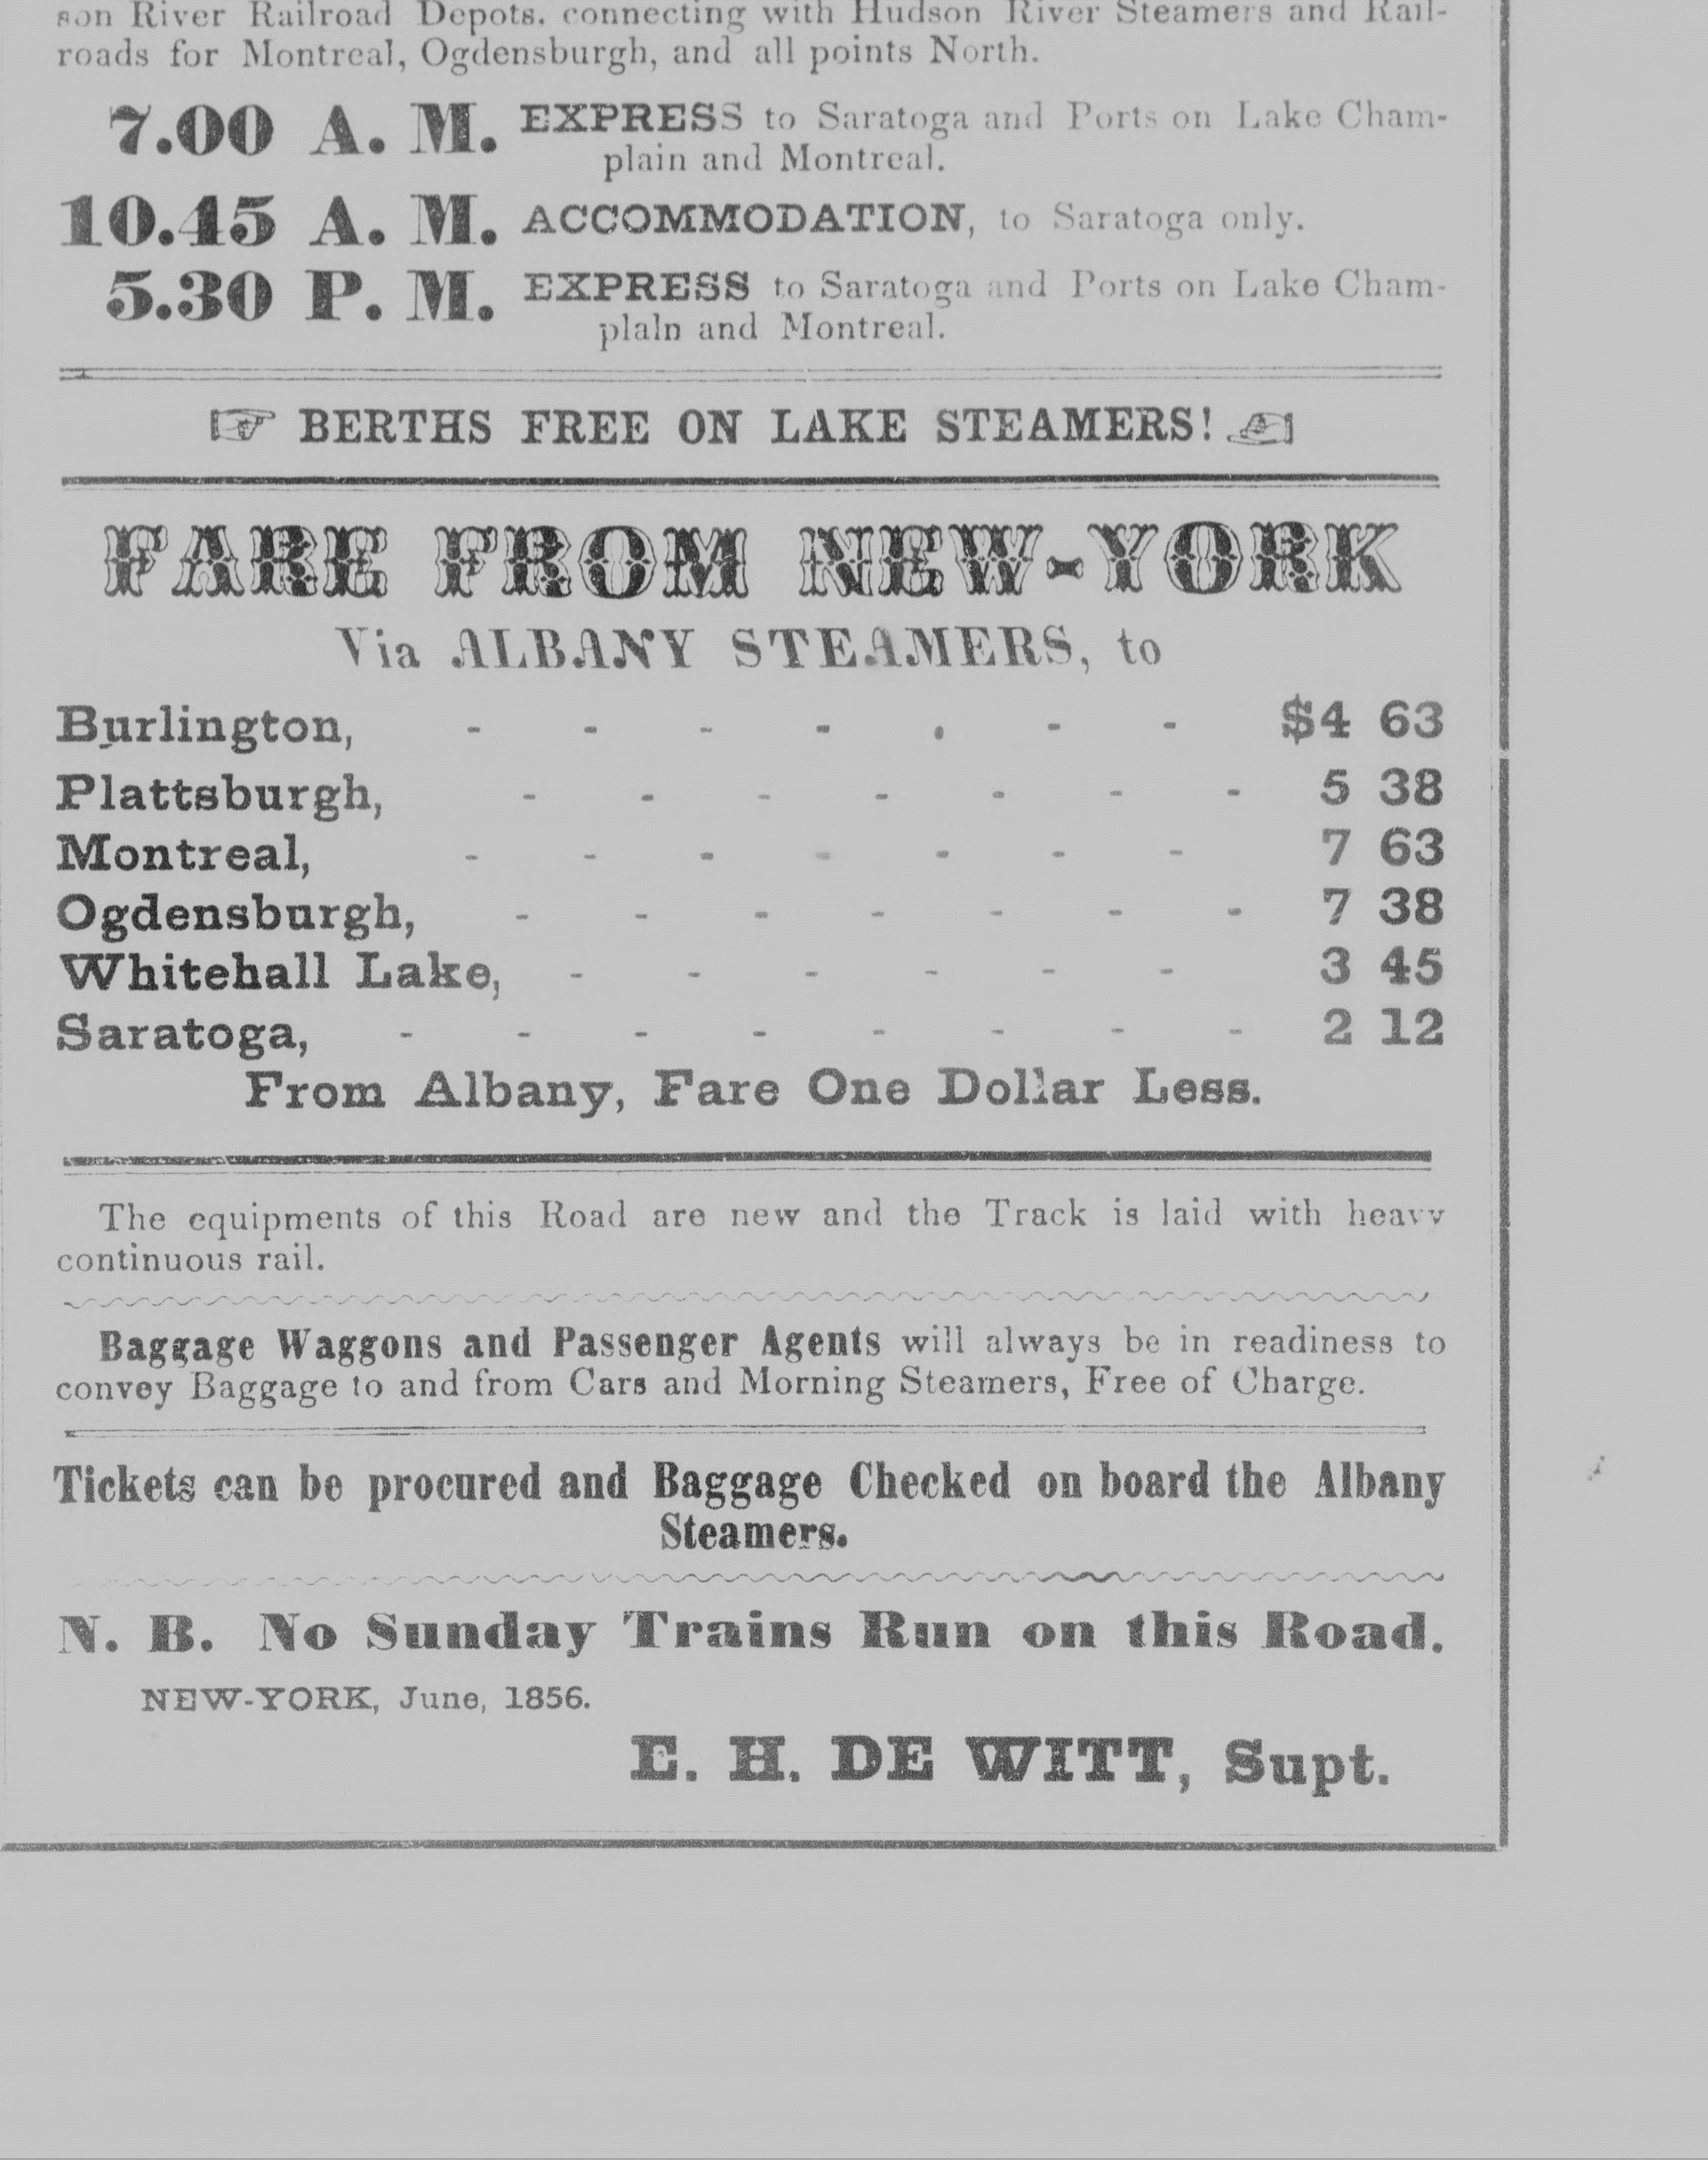 son River Railroad Depots, connecting with Hudson River Steamers and Rail-
roads for Montreal, Ogdensburgh, and all points North.
7.00 A. M. EXPRESS to Saratoga and Ports on Lake Cham-
plain and Montreal.
10.45 A. M. ACCOMMODATION, to Saratoga only.
5.30 P. M. EXPRESS to Saratoga and Ports on Lake Cham-
plain and Montreal.
☞ BERTHS FREE ON LAKE STEAMERS! ☜
FARE FROM NEW-YORK
Via ALBANY STEAMERS, to
Burlington, - - - - - - - $4 63
Plattsburgh, - - - - - - - 5 38
Montreal, - - - - - - - 7 63
Ogdensburgh, - - - - - - - 7 38
Whitehall Lake, - - - - - - 3 45
Saratoga, - - - - - - - - 2 12
From Albany, Fare One Dollar Less.
The equipments of this Road are new and the Track is laid with heavy
continuous rail.
Baggage Waggons and Passenger Agents will always be in readiness to
convey Baggage to and from Cars and Morning Steamers, Free of Charge.
Tickets can be procured and Baggage Checked on board the Albany
Steamers.
N. B. No Sunday Trains Run on this Road.
NEW-YORK, June, 1856.
E. H. DE WITT, Supt.